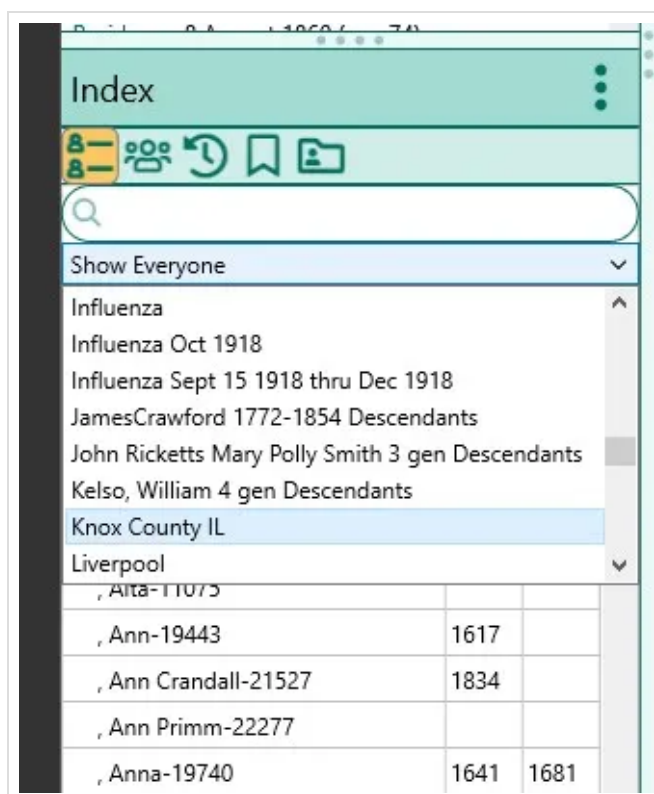 Index
Show Everyone
Influenza
Influenza Oct 1918
Influenza Sept 15 1918 thru Dec 1918
JamesCrawford 1772-1854 Descendants
John Ricketts Mary Polly Smith 3 gen Descendants
Kelso, William 4 gen Descendants
Knox County IL
Liverpool
, Alta-11075
, Ann-19443 1617
, Ann Crandall-21527 1834
, Ann Primm-22277
, Anna-19740 1641 1681